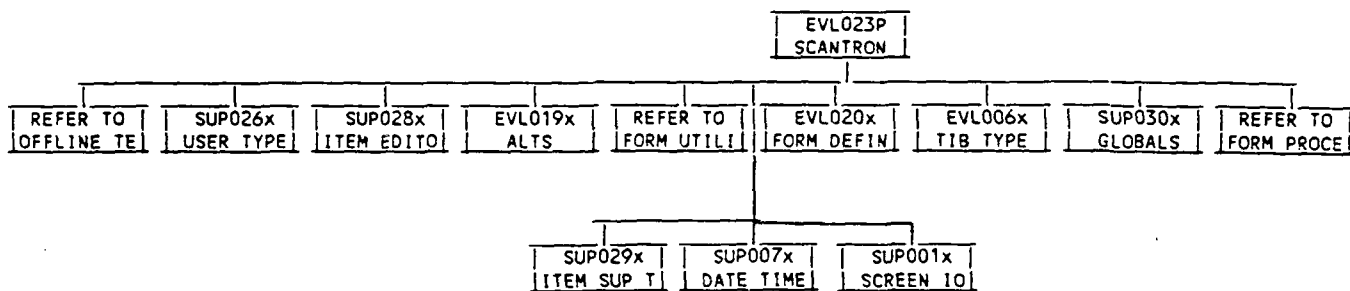 EVL023P
SCANTRON
REFER TO
OFFLINE TE
SUP026x
USER TYPE
SUP028x
ITEM EDITO
EVL019x
ALTS
REFER TO
FORM UTILI
EVL020x
FORM DEFIN
EVL006x
TIB TYPE
SUP030x
GLOBALS
REFER TO
FORM PROCE
SUP029x
ITEM SUP T
SUP007x
DATE TIME
SUP001x
SCREEN IO